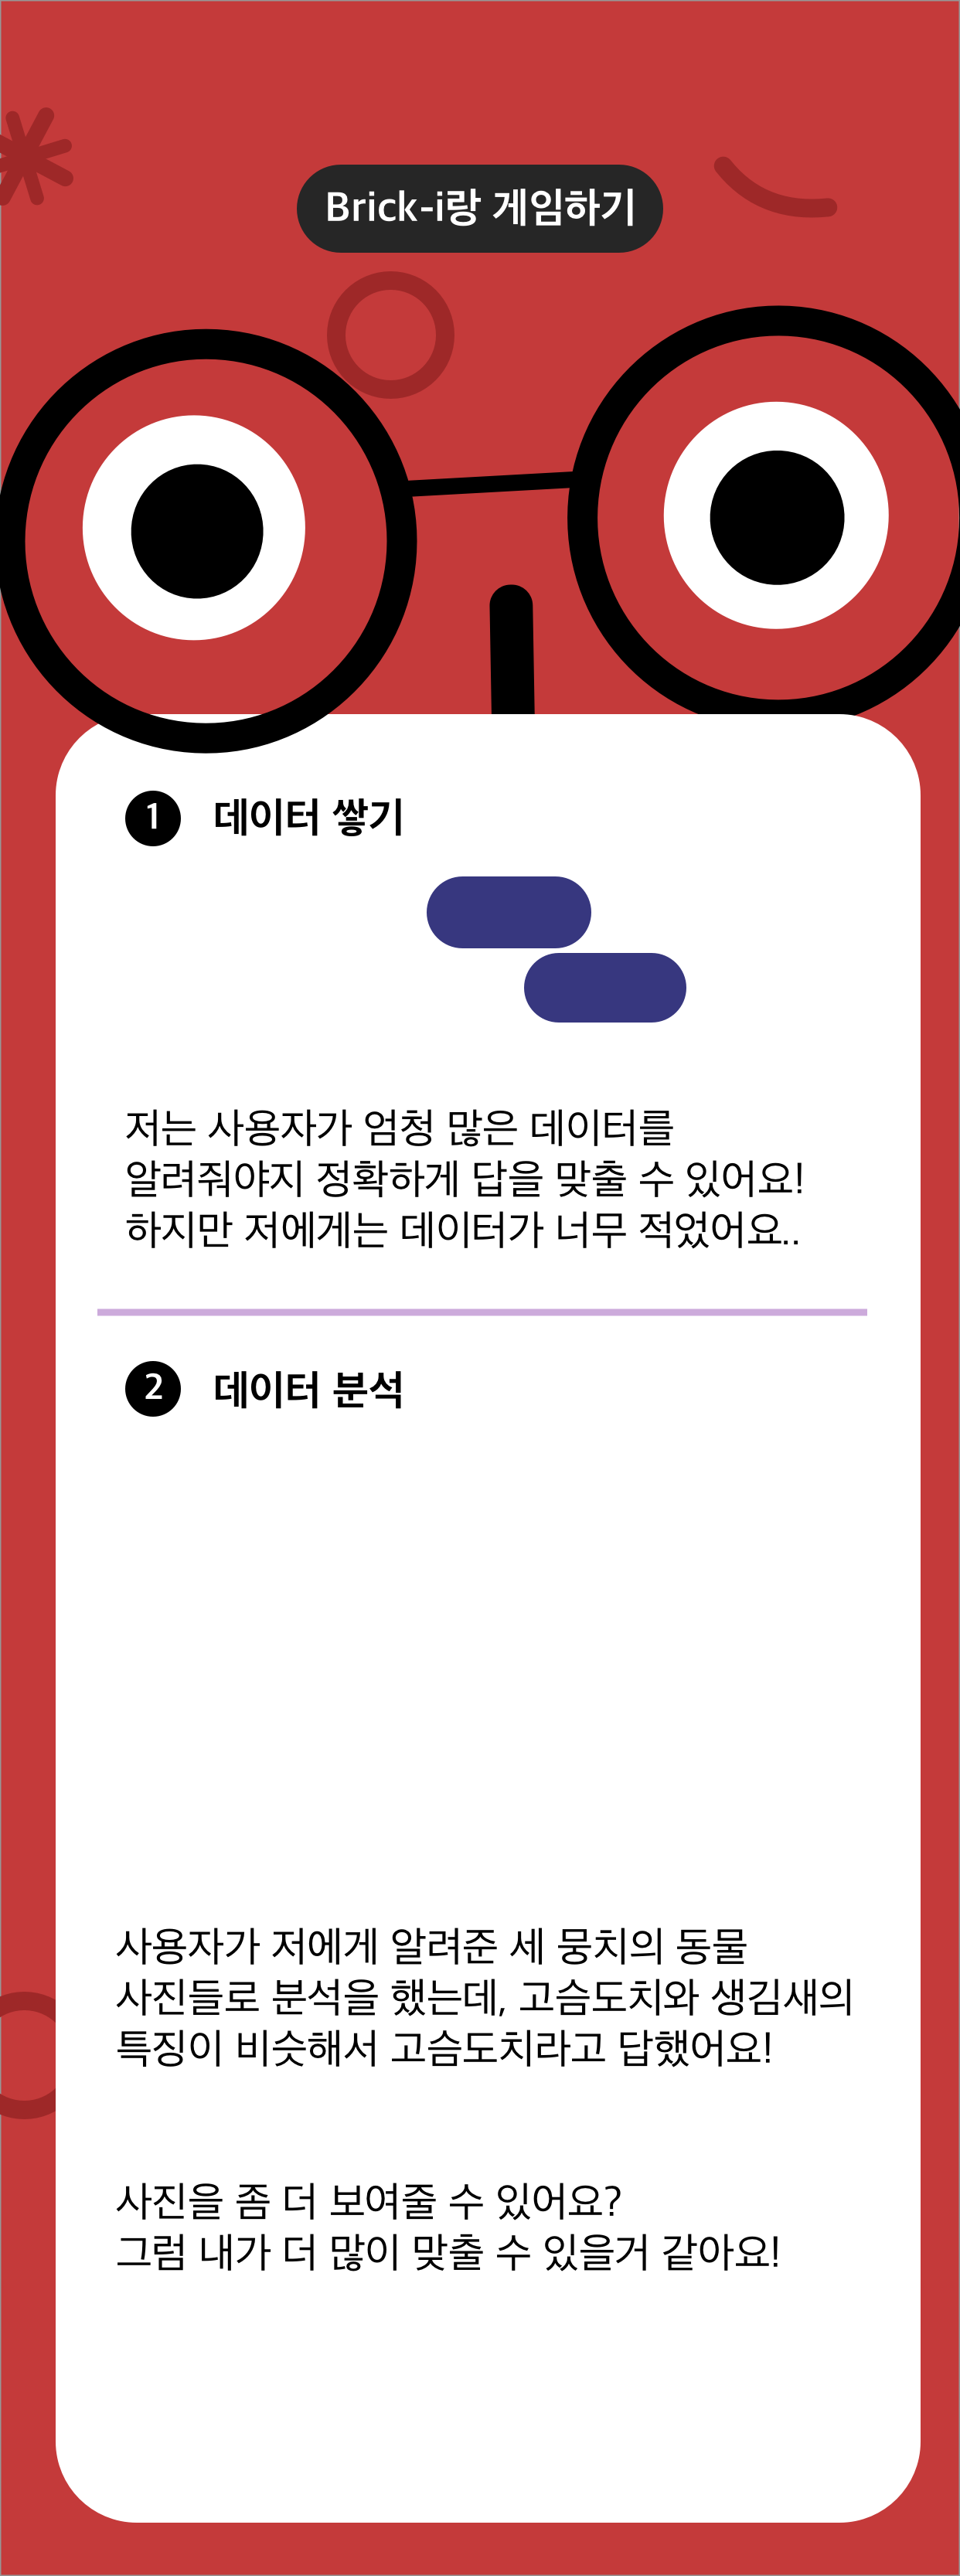 Brick-i랑 게임하기
1 데이터 쌓기
저는 사용자가 엄청 많은 데이터를
알려줘야지 정확하게 답을 맞출 수 있어요!
하지만 저에게는 데이터가 너무 적었어요..
2 데이터 분석
사용자가 저에게 알려준 세 뭉치의 동물
사진들로 분석을 했는데, 고슴도치와 생김새의
특징이 비슷해서 고슴도치라고 답했어요!
사진을 좀 더 보여줄 수 있어요?
그럼 내가 더 많이 맞출 수 있을거 같아요!